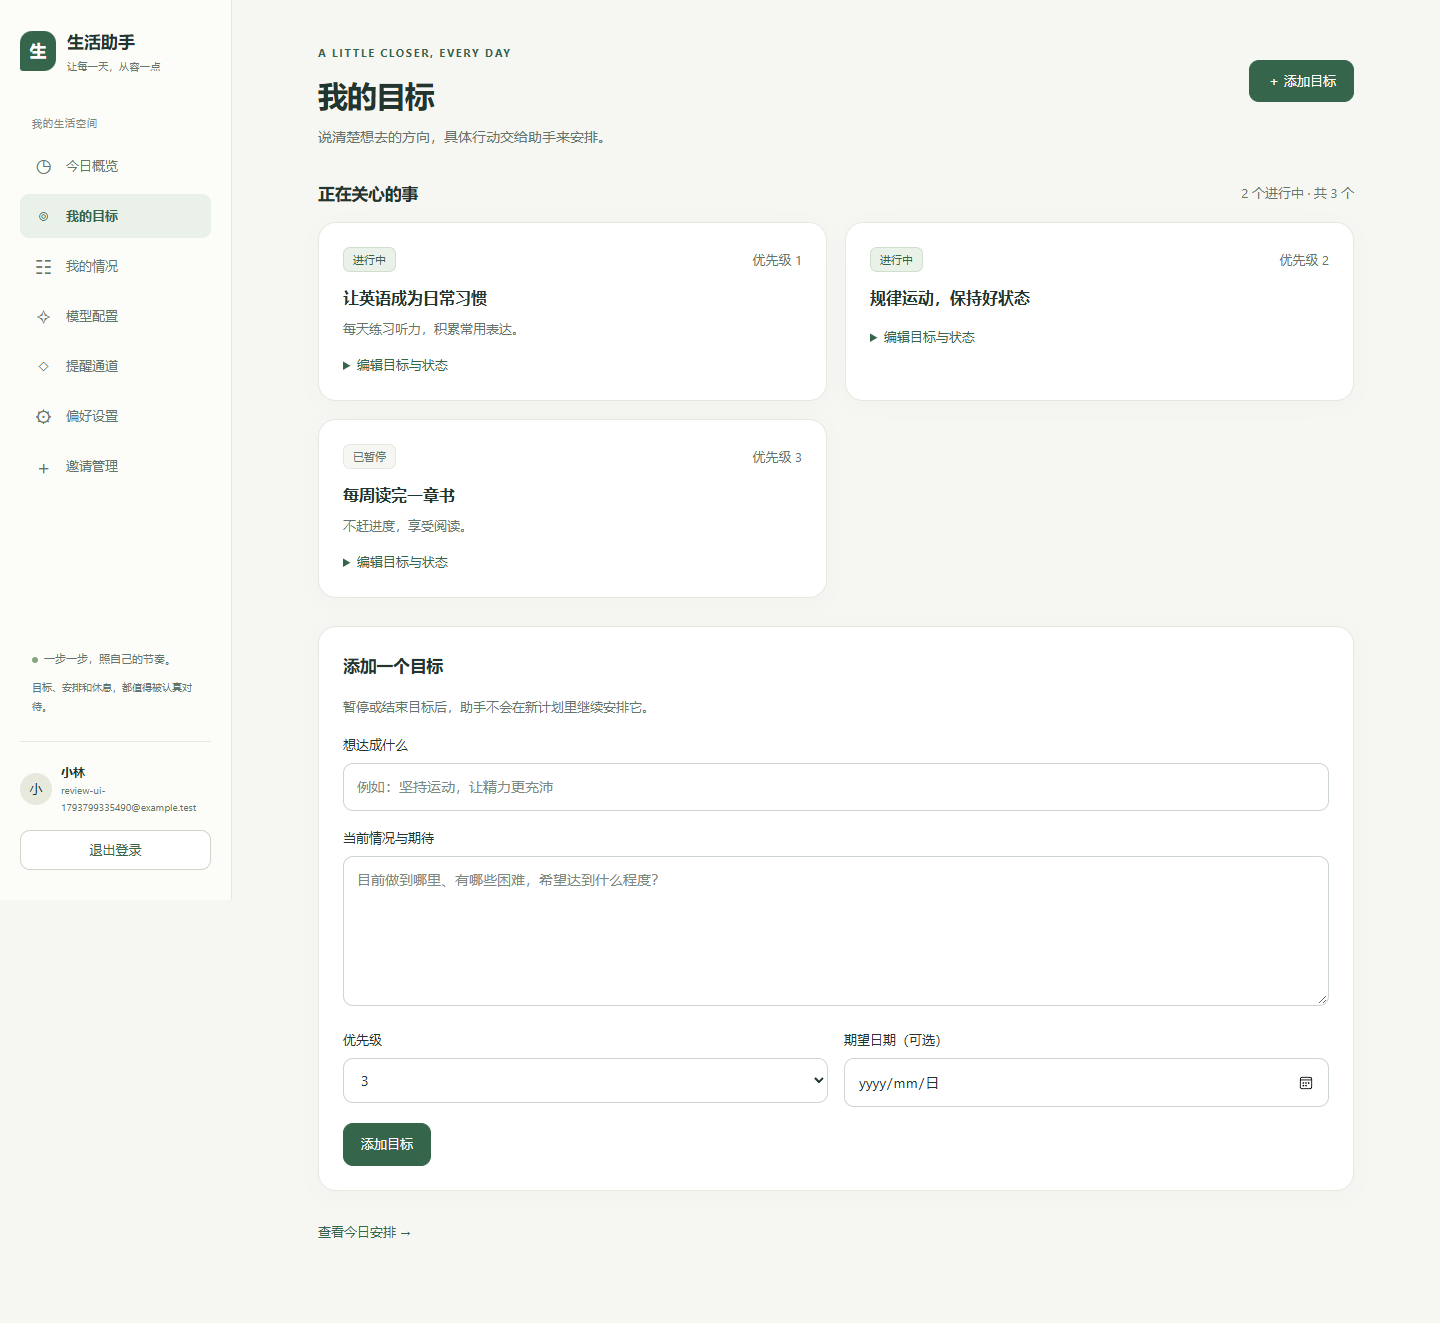 生
生活助手
让每一天，从容一点
我的生活空间
今日概览
我的目标
我的情况
模型配置
提醒通道
偏好设置
邀请管理
一步一步，照自己的节奏。
目标、安排和休息，都值得被认真对
待。
小
小林
review-ui-
1793799335490@example.test
退出登录
A LITTLE CLOSER, EVERY DAY
我的目标
说清楚想去的方向，具体行动交给助手来安排。
+ 添加目标
正在关心的事
2 个进行中 · 共 3 个
进行中
优先级 1
让英语成为日常习惯
每天练习听力，积累常用表达。
编辑目标与状态
进行中
优先级 2
规律运动，保持好状态
编辑目标与状态
已暂停
优先级 3
每周读完一章书
不赶进度，享受阅读。
编辑目标与状态
添加一个目标
暂停或结束目标后，助手不会在新计划里继续安排它。
想达成什么
例如：坚持运动，让精力更充沛
当前情况与期待
目前做到哪里、有哪些困难，希望达到什么程度？
优先级
3
期望日期（可选）
yyyy/mm/日
添加目标
查看今日安排 →